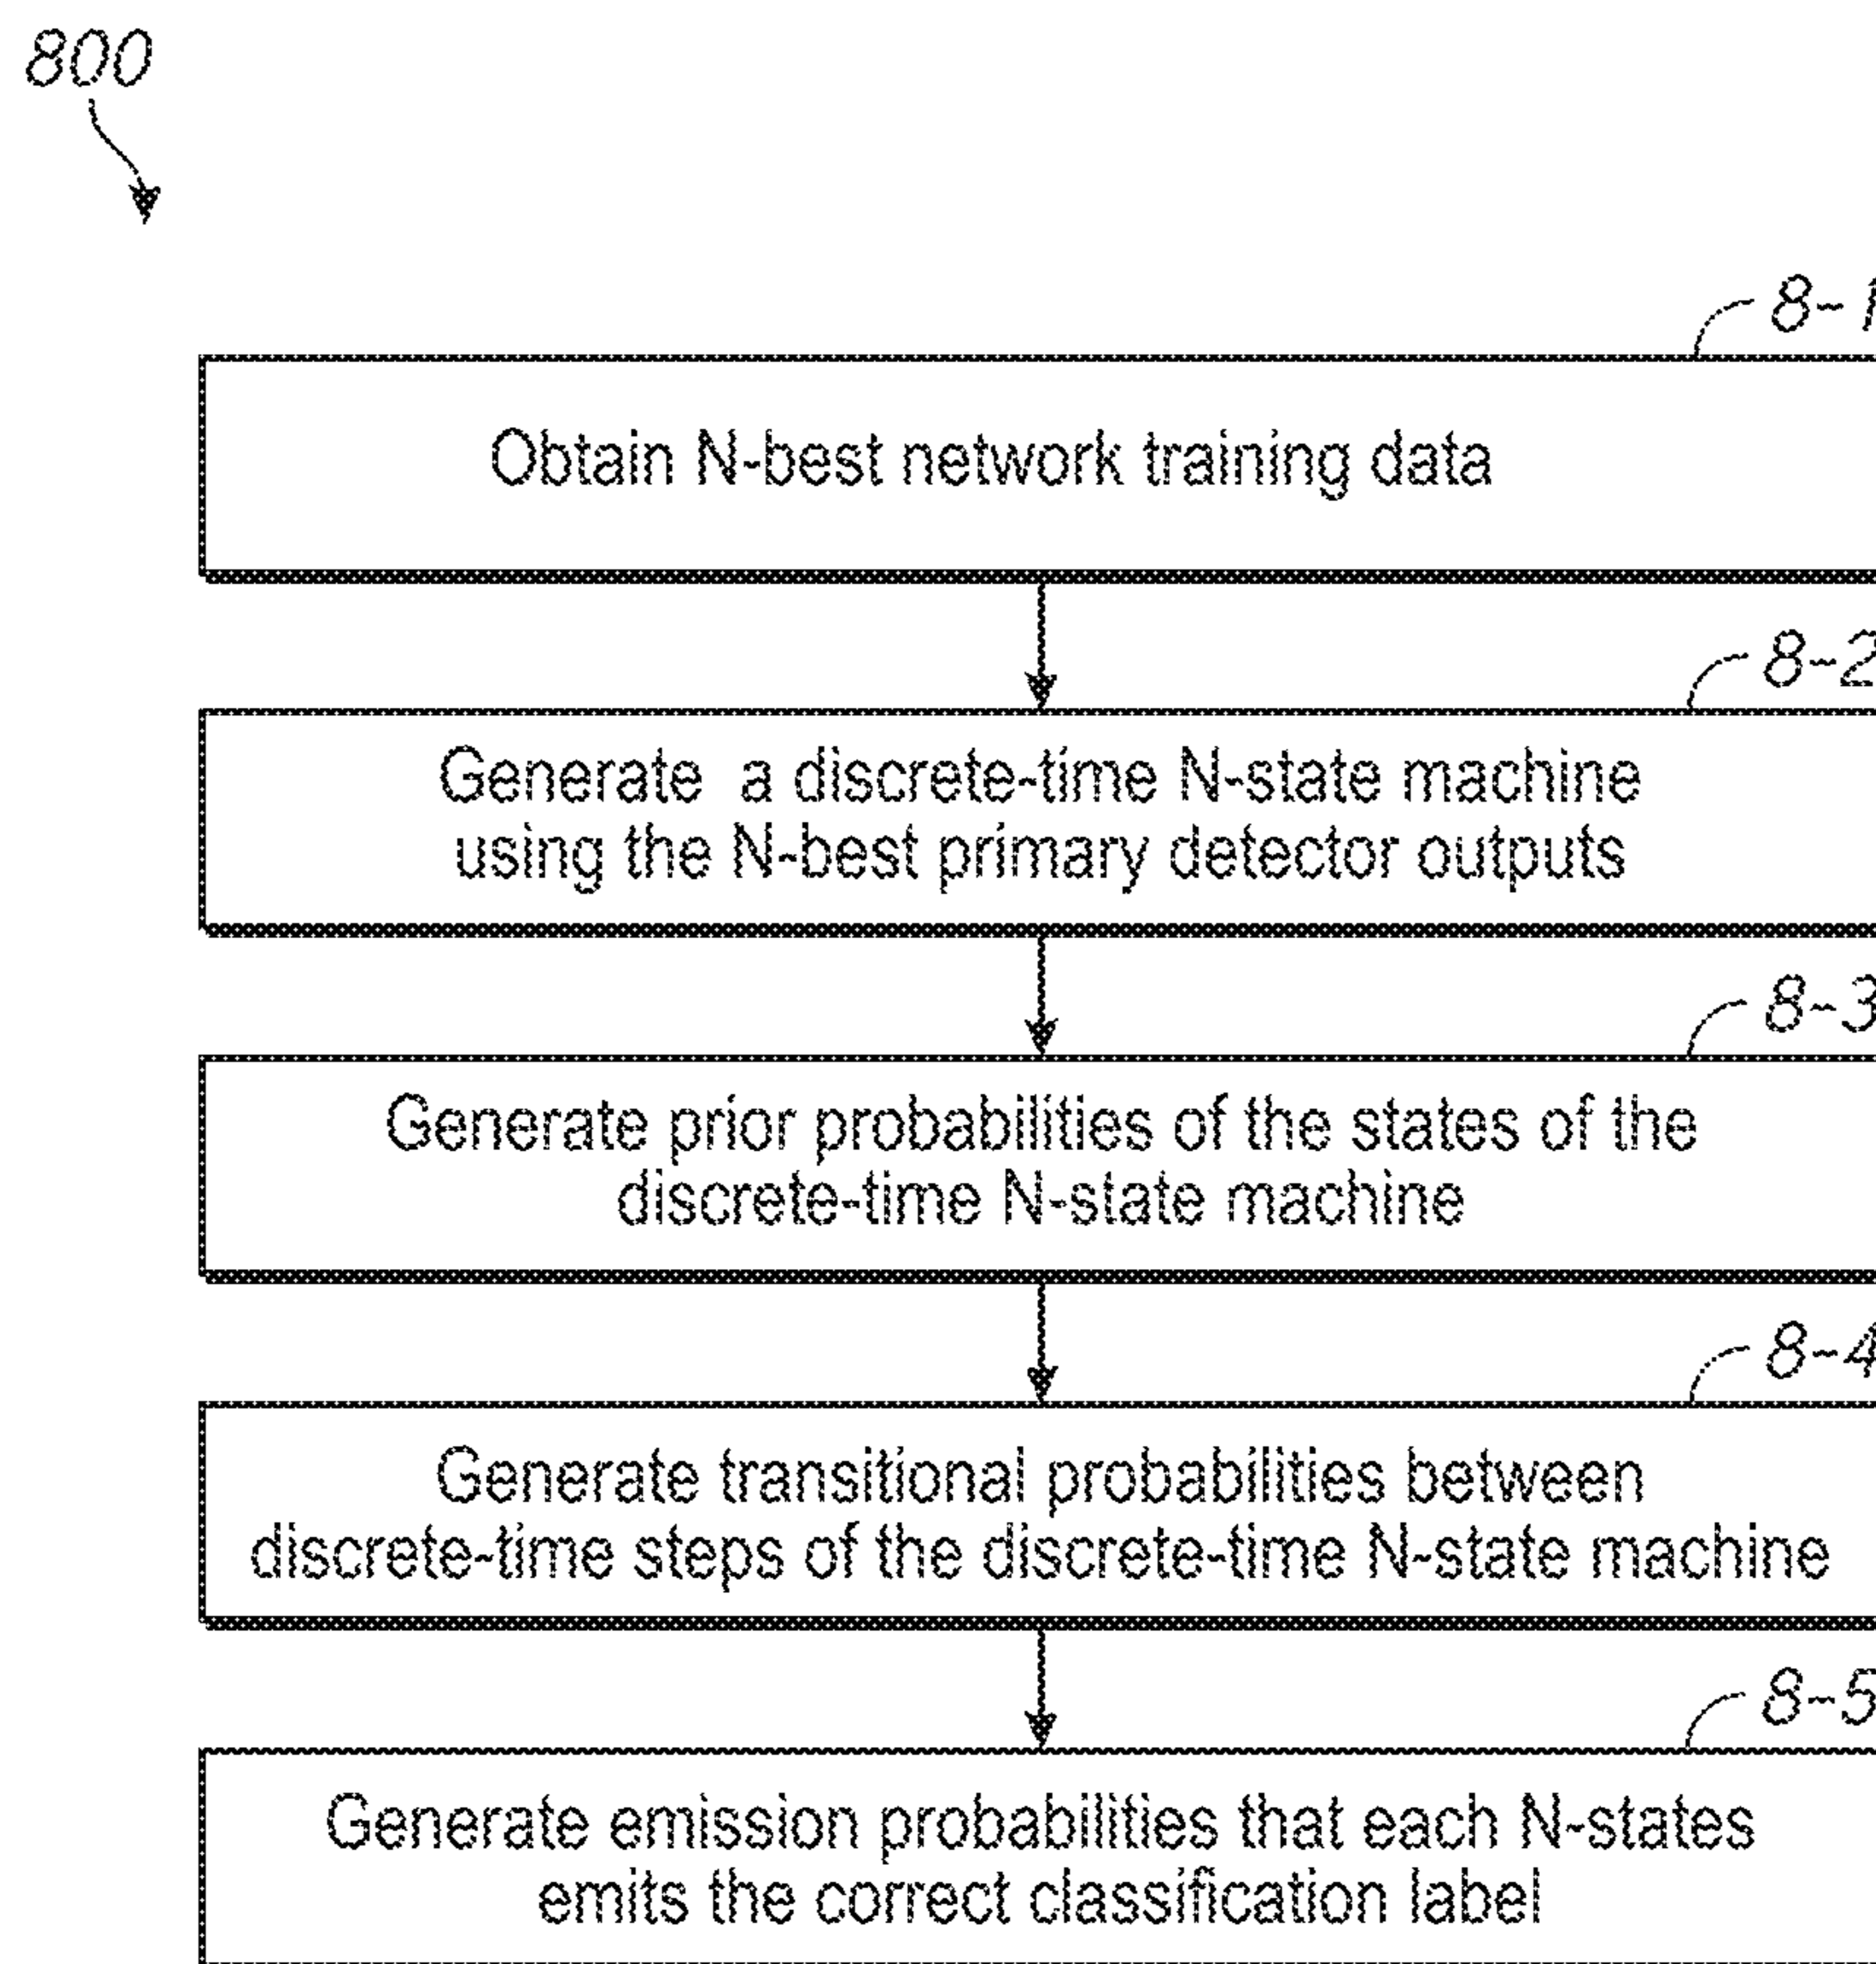 800
8-1
Obtain N-best network training data
8-2
Generate a discrete-time N-state machine
using the N-best primary detector outputs
8-3
Generate prior probabilities of the states of the
discrete-time N-state machine
8-4
Generate transitional probabilities between
discrete-time steps of the discrete-time N-state machine
8-5
Generate emission probabilities that each N-states
emits the correct classification label